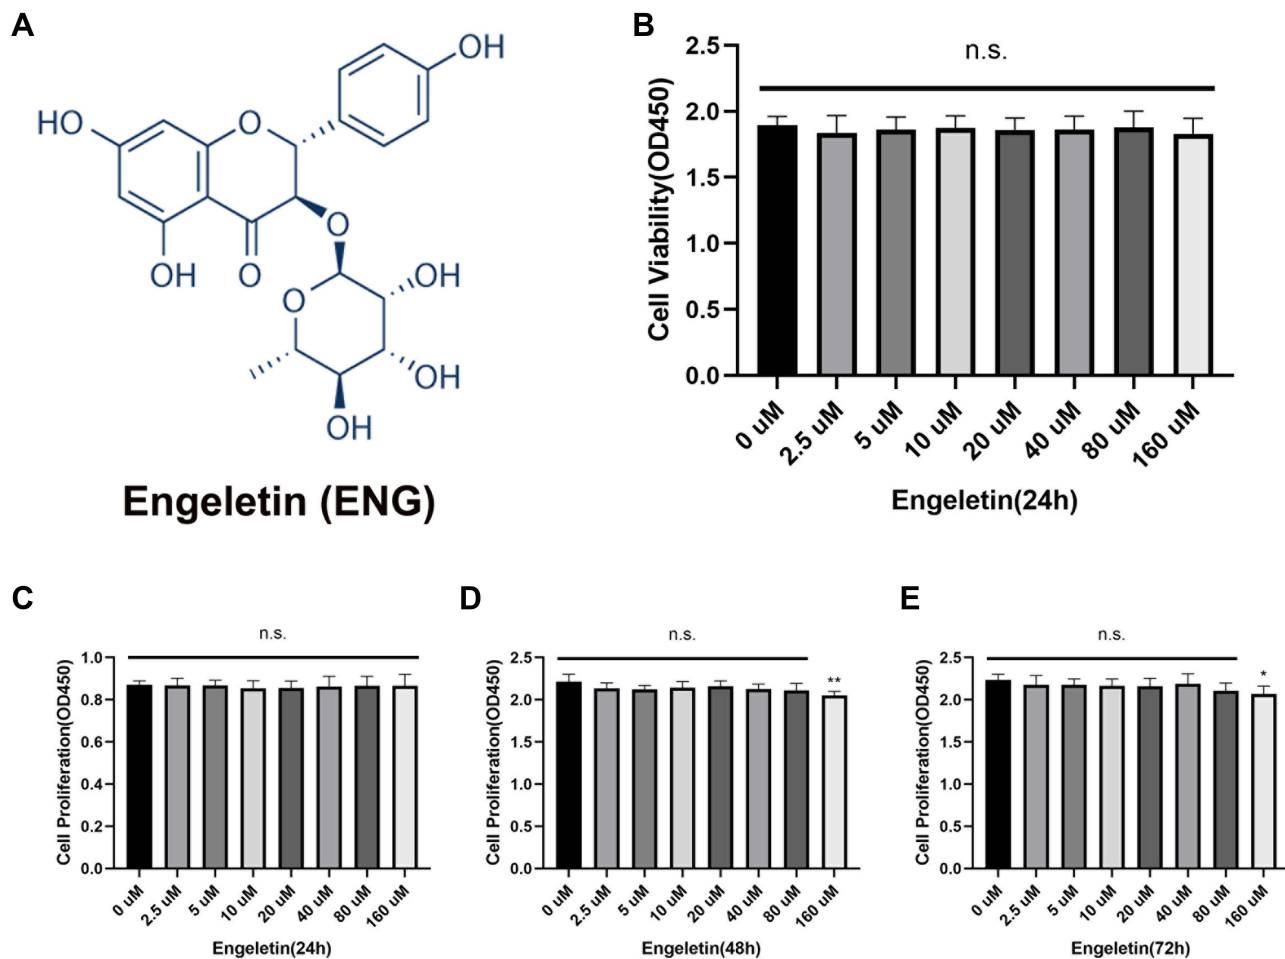 A
OH
HO
O
O
OH
O
O
OH
OH
OH
Engeletin (ENG)
B
n.s.
Cell Viability(OD450)
2.5
2.0
1.5
1.0
0.5
0.0
0 uM
2.5 uM
5 uM
10 uM
20 uM
40 uM
80 uM
160 uM
Engeletin(24h)
C
n.s.
Cell Proliferation(OD450)
1.0
0.8
0.6
0.4
0.2
0.0
0 uM
2.5 uM
5 uM
10 uM
20 uM
40 uM
80 uM
160 uM
Engeletin(24h)
D
n.s.
**
Cell Proliferation(OD450)
2.5
2.0
1.5
1.0
0.5
0.0
0 uM
2.5 uM
5 uM
10 uM
20 uM
40 uM
80 uM
160 uM
Engeletin(48h)
E
n.s.
*
Cell Proliferation(OD450)
2.5
2.0
1.5
1.0
0.5
0.0
0 uM
2.5 uM
5 uM
10 uM
20 uM
40 uM
80 uM
160 uM
Engeletin(72h)